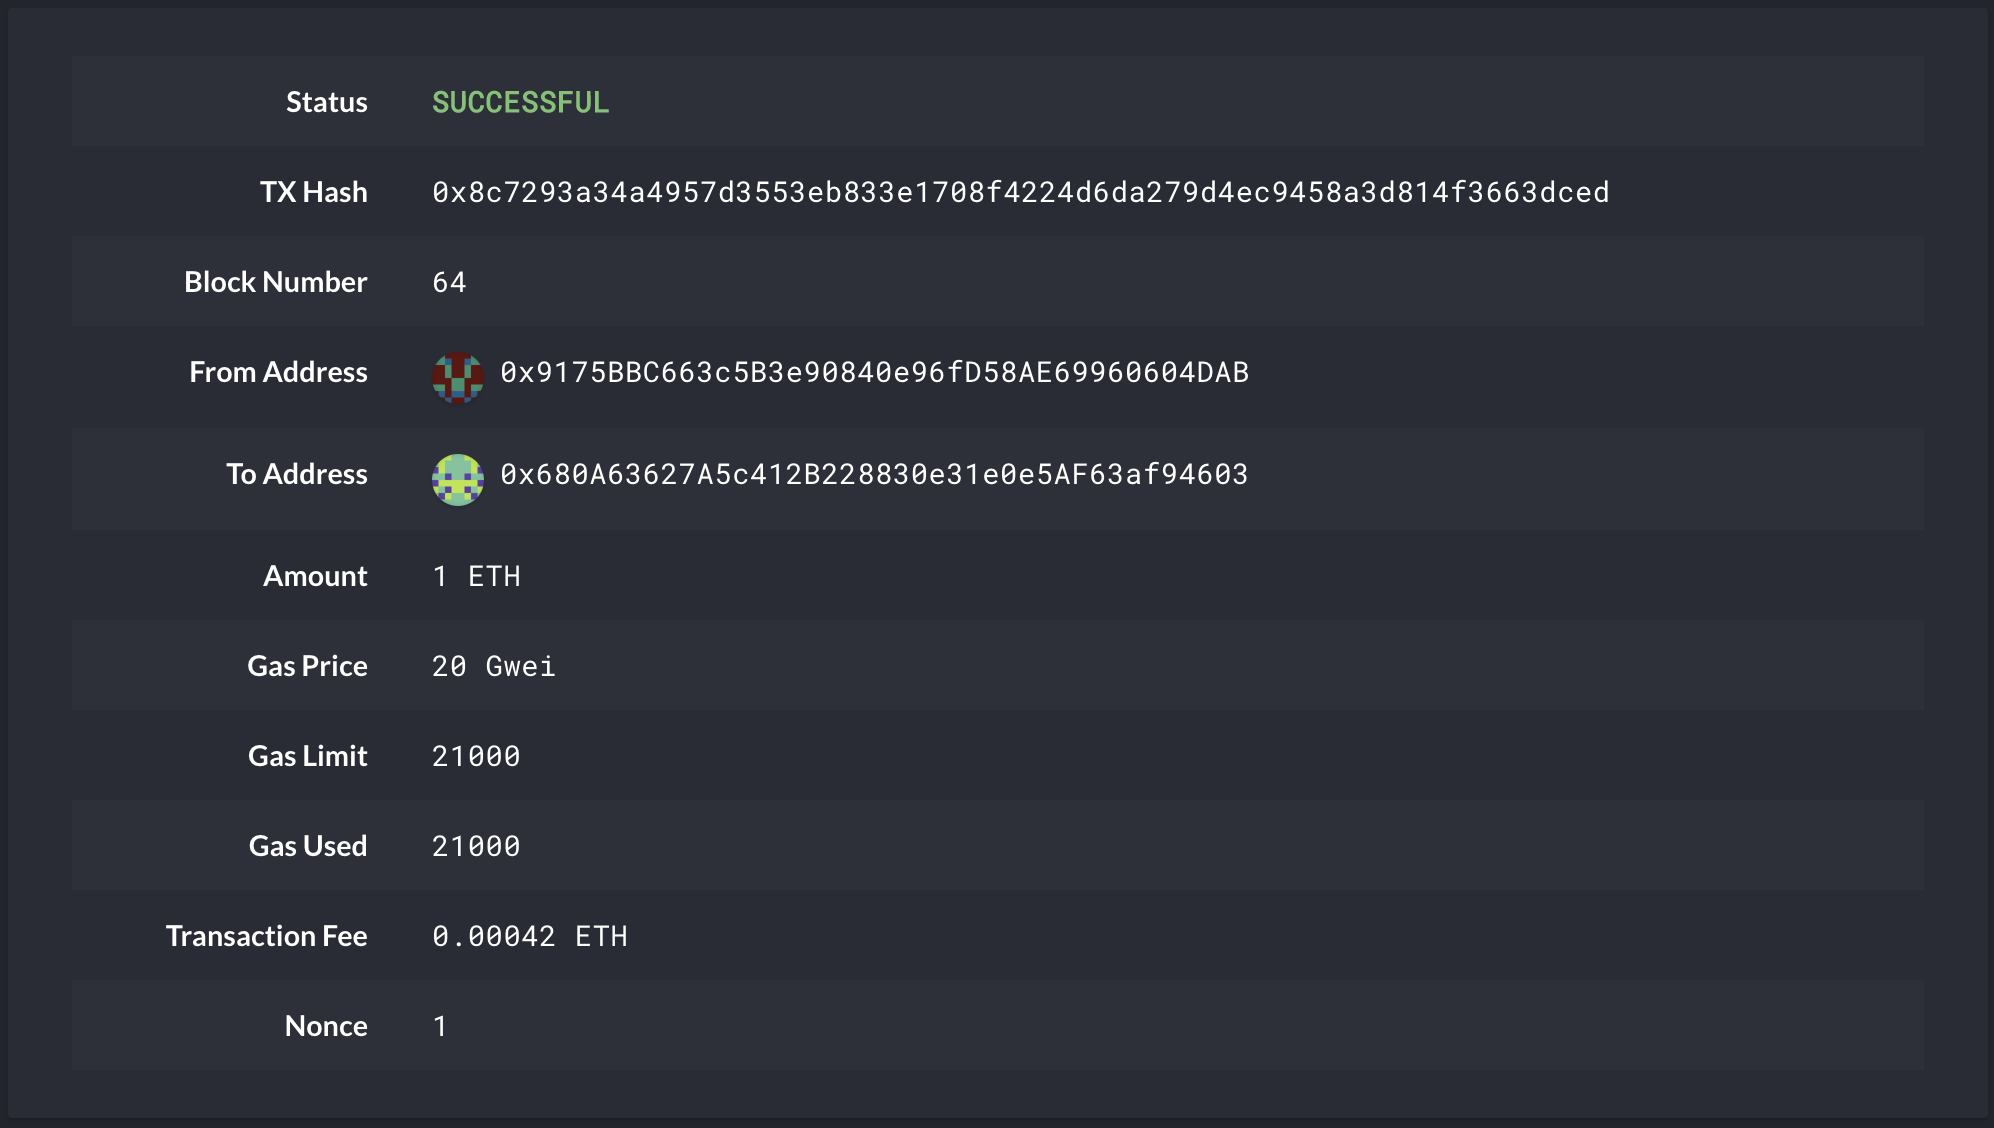 Status SUCCESSFUL
TX Hash 0x8c7293a34a4957d3553eb833e1708f4224d6da279d4ec9458a3d814f3663dced
Block Number 64
From Address 0x9175BBC663c5B3e90840e96fD58AE69960604DAB
To Address 0x680A63627A5c412B228830e31e0e5AF63af94603
Amount 1 ETH
Gas Price 20 Gwei
Gas Limit 21000
Gas Used 21000
Transaction Fee 0.00042 ETH
Nonce 1